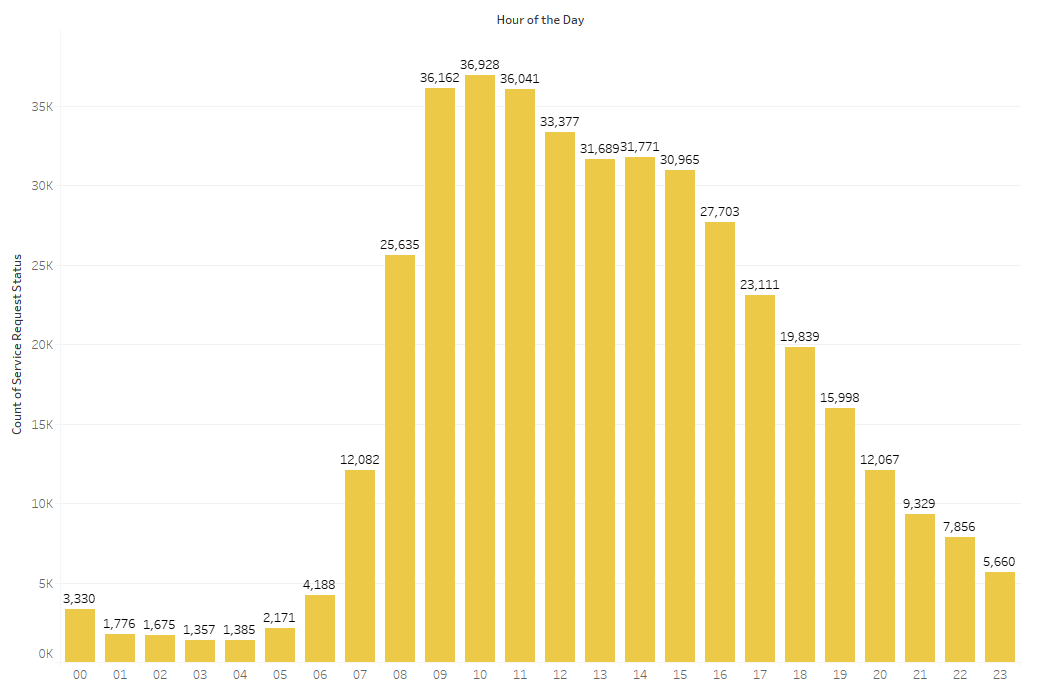 Hour of the Day
Count of Service Request Status
35K
30K
25K
20K
15K
10K
5K
0K
3,330
1,776
1,675
1,357
1,385
2,171
4,188
12,082
25,635
36,162
36,928
36,041
33,377
31,689
31,771
30,965
27,703
23,111
19,839
15,998
12,067
9,329
7,856
5,660
00 01 02 03 04 05 06 07 08 09 10 11 12 13 14 15 16 17 18 19 20 21 22 23